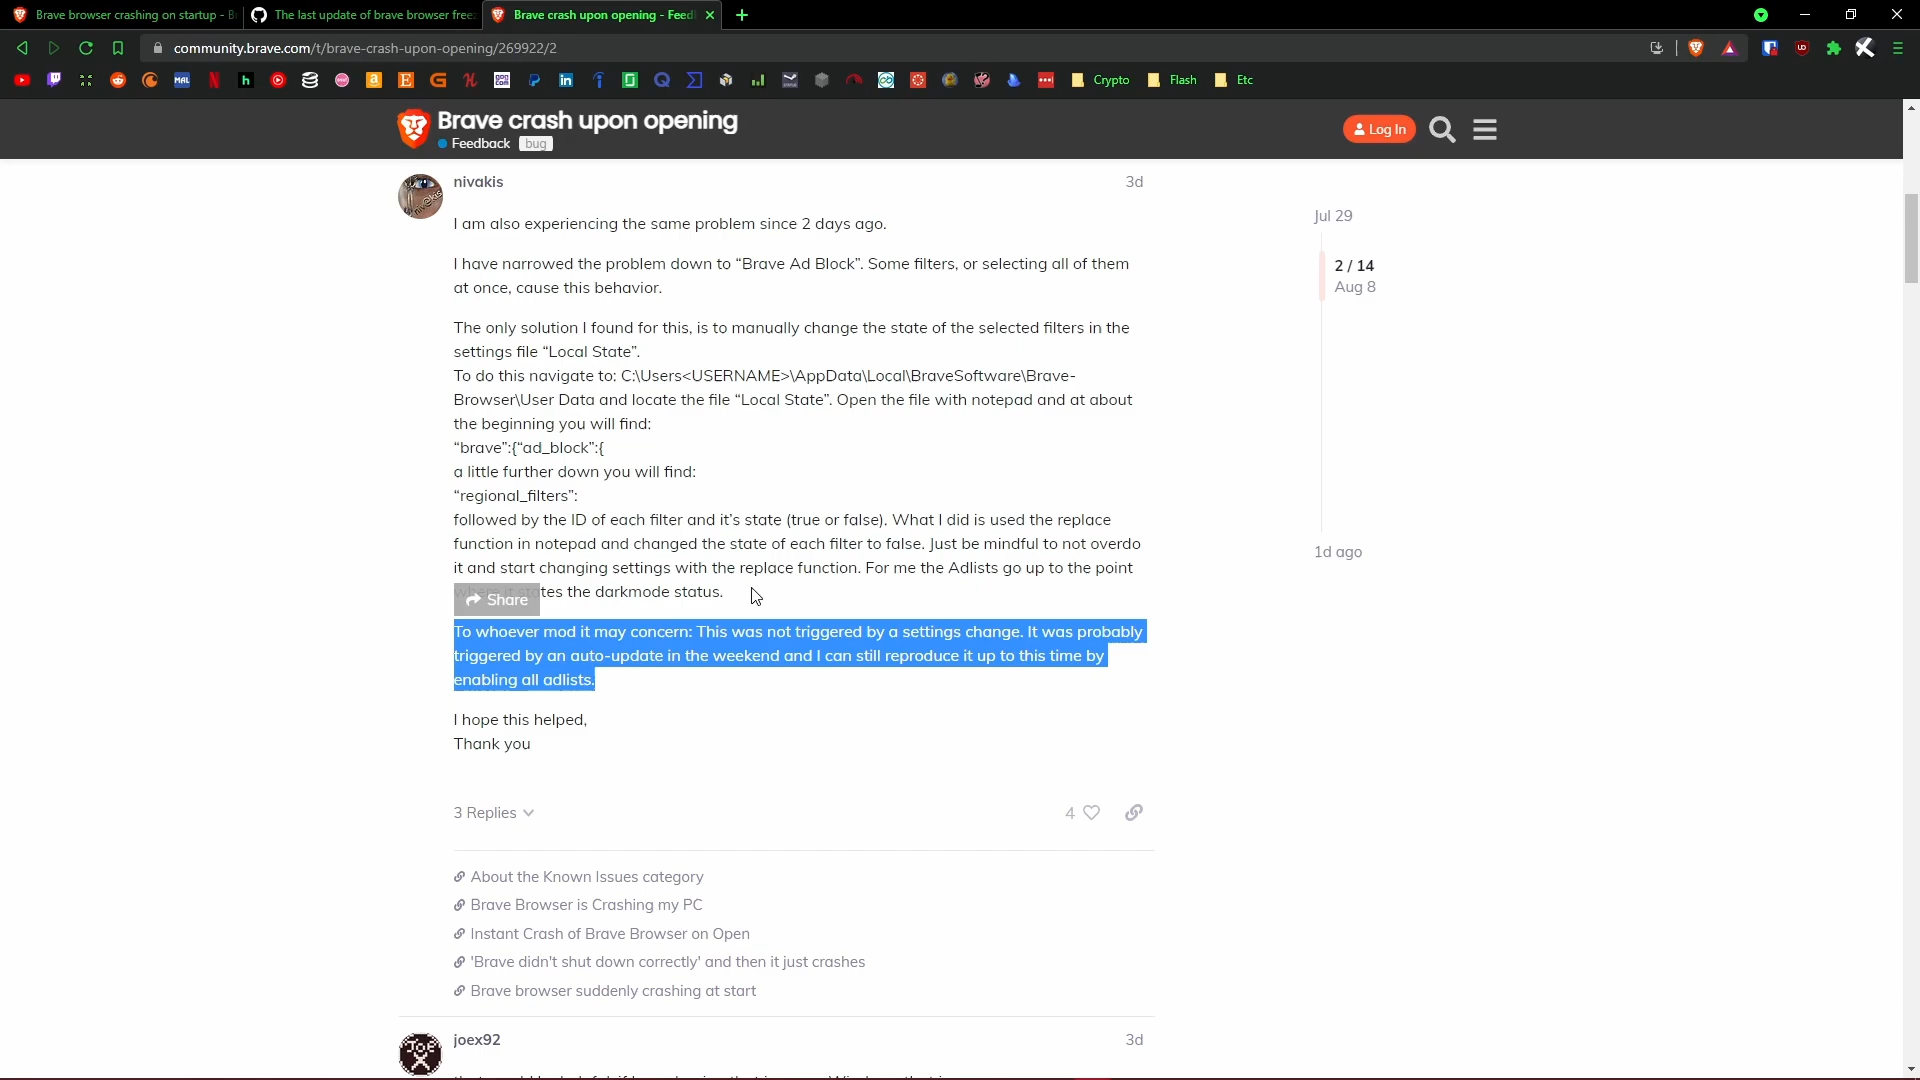 Brave browser crashing on startup - B
The last update of brave browser free
Brave crash upon opening - Feed
community.brave.com/t/brave-crash-upon-opening/269922/2
MAL
Crypto
Flash
Etc
Brave crash upon opening
Feedback bug
Log In
nivakis
3d
I am also experiencing the same problem since 2 days ago.
I have narrowed the problem down to “Brave Ad Block”. Some filters, or selecting all of them
at once, cause this behavior.
The only solution I found for this, is to manually change the state of the selected filters in the
settings file “Local State”.
To do this navigate to: C:\Users<USERNAME>\AppData\Local\BraveSoftware\Brave-
Browser\User Data and locate the file “Local State”. Open the file with notepad and at about
the beginning you will find:
“brave”:{“ad_block”:{
a little further down you will find:
“regional_filters”:
followed by the ID of each filter and it’s state (true or false). What I did is used the replace
function in notepad and changed the state of each filter to false. Just be mindful to not overdo
it and start changing settings with the replace function. For me the Adlists go up to the point
where it states the darkmode status.
Share
To whoever mod it may concern: This was not triggered by a settings change. It was probably
triggered by an auto-update in the weekend and I can still reproduce it up to this time by
enabling all adlists.
I hope this helped,
Thank you
3 Replies
4
About the Known Issues category
Brave Browser is Crashing my PC
Instant Crash of Brave Browser on Open
'Brave didn't shut down correctly' and then it just crashes
Brave browser suddenly crashing at start
joex92
3d
Jul 29
2 / 14
Aug 8
1d ago